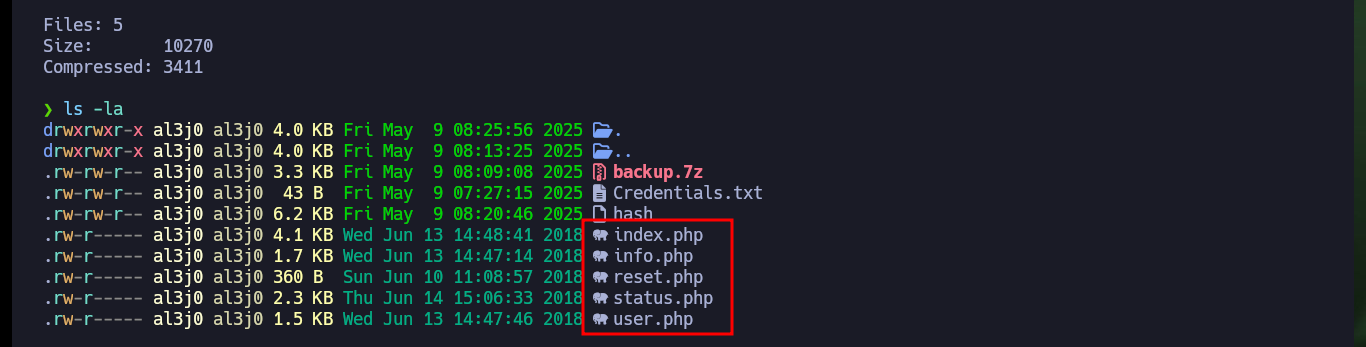 Files: 5
Size:       10270
Compressed: 3411
❯ ls -la
drwxrwxr-x al3j0 al3j0 4.0 KB Fri May  9 08:25:56 2025 .
drwxrwxr-x al3j0 al3j0 4.0 KB Fri May  9 08:13:25 2025 ..
.rw-rw-r-- al3j0 al3j0 3.3 KB Fri May  9 08:09:08 2025 backup.7z
.rw-rw-r-- al3j0 al3j0  43 B  Fri May  9 07:27:15 2025 Credentials.txt
.rw-rw-r-- al3j0 al3j0 6.2 KB Fri May  9 08:20:46 2025 hash
.rw-r----- al3j0 al3j0 4.1 KB Wed Jun 13 14:48:41 2018 index.php
.rw-r----- al3j0 al3j0 1.7 KB Wed Jun 13 14:47:14 2018 info.php
.rw-r----- al3j0 al3j0 360 B  Sun Jun 10 11:08:57 2018 reset.php
.rw-r----- al3j0 al3j0 2.3 KB Thu Jun 14 15:06:33 2018 status.php
.rw-r----- al3j0 al3j0 1.5 KB Wed Jun 13 14:47:46 2018 user.php